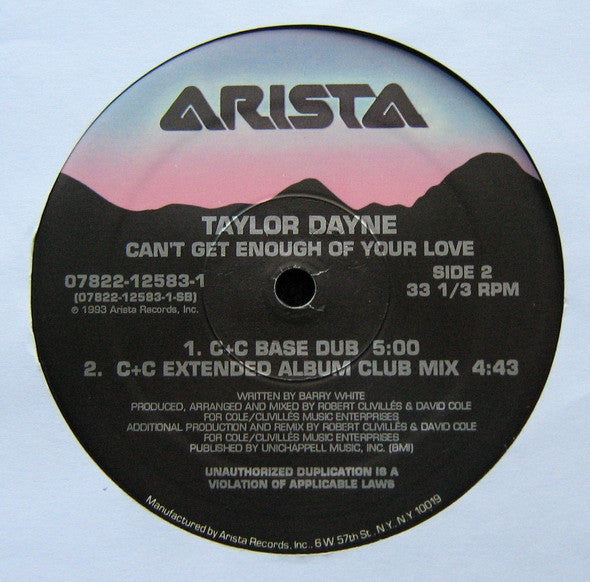 ARISTA
TAYLOR DAYNE
CAN'T GET ENOUGH OF YOUR LOVE
07822-12583-1
(07822-12583-1-SB)
℗ 1993 Arista Records, Inc.
SIDE 2
33 1/3 RPM
1. C+C BASE DUB 5:00
2. C+C EXTENDED ALBUM CLUB MIX 4:43
WRITTEN BY BARRY WHITE
PRODUCED, ARRANGED AND MIXED BY ROBERT CLIVILLÉS & DAVID COLE
FOR COLE/CLIVILLÉS MUSIC ENTERPRISES
ADDITIONAL PRODUCTION AND REMIX BY ROBERT CLIVILLÉS & DAVID COLE
FOR COLE/CLIVILLÉS MUSIC ENTERPRISES
PUBLISHED BY UNICHAPPELL MUSIC, INC. (BMI)
UNAUTHORIZED DUPLICATION IS A
VIOLATION OF APPLICABLE LAWS
Manufactured by Arista Records, Inc., 6 W. 57th St., N.Y., N.Y. 10019